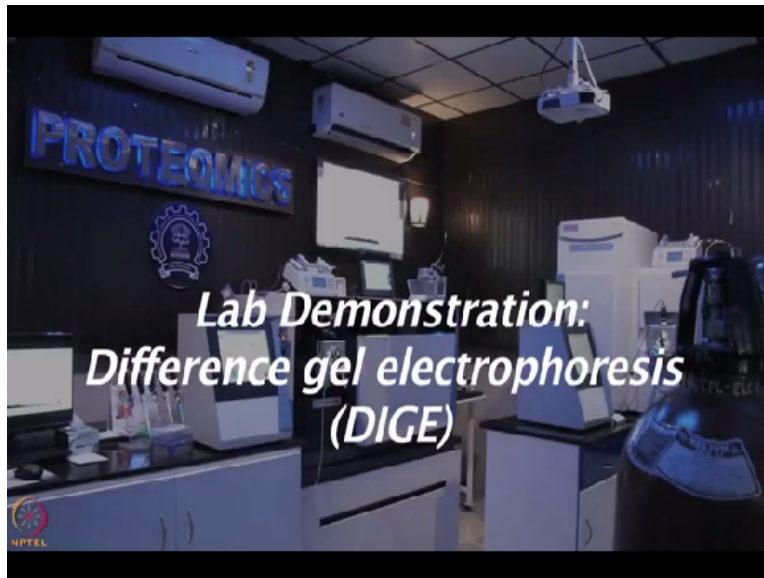 PROTEOMICS
Lab Demonstration:
Difference gel electrophoresis
(DIGE)
NPTEL